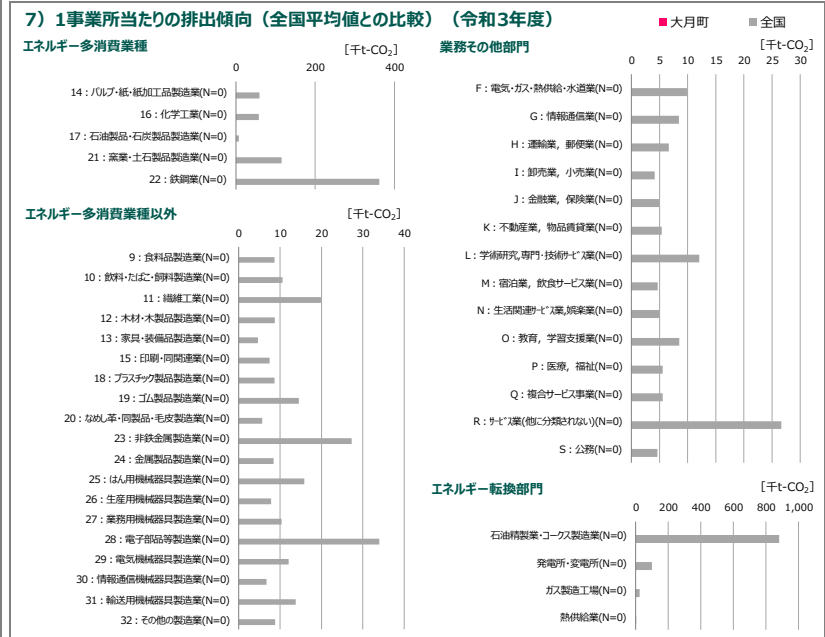 7）1事業所当たりの排出傾向（全国平均値との比較）（令和3年度）
■大月町 ■全国
エネルギー多消費業種
[千t-CO₂]
0 200 400
14：パルプ・紙・紙加工品製造業(N=0)
16：化学工業(N=0)
17：石油製品・石炭製品製造業(N=0)
21：窯業・土石製品製造業(N=0)
22：鉄鋼業(N=0)
エネルギー多消費業種以外
[千t-CO₂]
0 10 20 30 40
9：食料品製造業(N=0)
10：飲料・たばこ・飼料製造業(N=0)
11：繊維工業(N=0)
12：木材・木製品製造業(N=0)
13：家具・装備品製造業(N=0)
15：印刷・同関連業(N=0)
18：プラスチック製品製造業(N=0)
19：ゴム製品製造業(N=0)
20：なめし革・同製品・毛皮製造業(N=0)
23：非鉄金属製造業(N=0)
24：金属製品製造業(N=0)
25：はん用機械器具製造業(N=0)
26：生産用機械器具製造業(N=0)
27：業務用機械器具製造業(N=0)
28：電子部品等製造業(N=0)
29：電気機械器具製造業(N=0)
30：情報通信機械器具製造業(N=0)
31：輸送用機械器具製造業(N=0)
32：その他の製造業(N=0)
業務その他部門
[千t-CO₂]
0 5 10 15 20 25 30
F：電気・ガス・熱供給・水道業(N=0)
G：情報通信業(N=0)
H：運輸業，郵便業(N=0)
I：卸売業，小売業(N=0)
J：金融業，保険業(N=0)
K：不動産業，物品賃貸業(N=0)
L：学術研究,専門・技術ｻｰﾋﾞｽ業(N=0)
M：宿泊業，飲食サービス業(N=0)
N：生活関連ｻｰﾋﾞｽ業,娯楽業(N=0)
O：教育，学習支援業(N=0)
P：医療，福祉(N=0)
Q：複合サービス事業(N=0)
R：ｻｰﾋﾞｽ業(他に分類されない)(N=0)
S：公務(N=0)
エネルギー転換部門
[千t-CO₂]
0 200 400 600 800 1,000
石油精製業・コークス製造業(N=0)
発電所・変電所(N=0)
ガス製造工場(N=0)
熱供給業(N=0)